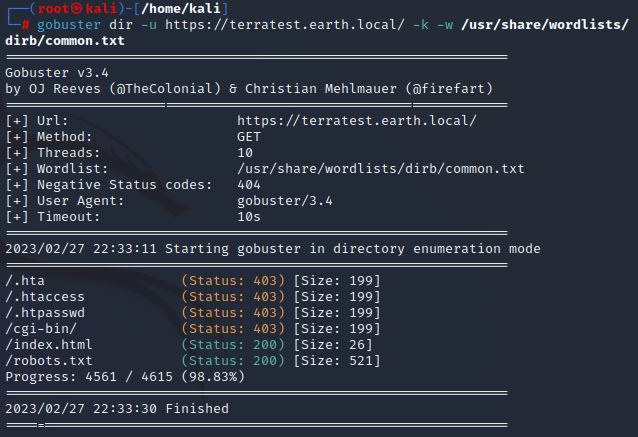 ┌──(root㉿kali)-[/home/kali]
└─# gobuster dir -u https://terratest.earth.local/ -k -w /usr/share/wordlists/
dirb/common.txt
===============================================================
Gobuster v3.4
by OJ Reeves (@TheColonial) & Christian Mehlmauer (@firefart)
===============================================================
[+] Url:                     https://terratest.earth.local/
[+] Method:                  GET
[+] Threads:                 10
[+] Wordlist:                /usr/share/wordlists/dirb/common.txt
[+] Negative Status codes:   404
[+] User Agent:              gobuster/3.4
[+] Timeout:                 10s
===============================================================
2023/02/27 22:33:11 Starting gobuster in directory enumeration mode
===============================================================
/.hta                 (Status: 403) [Size: 199]
/.htaccess            (Status: 403) [Size: 199]
/.htpasswd            (Status: 403) [Size: 199]
/cgi-bin/             (Status: 403) [Size: 199]
/index.html           (Status: 200) [Size: 26]
/robots.txt           (Status: 200) [Size: 521]
Progress: 4561 / 4615 (98.83%)
===============================================================
2023/02/27 22:33:30 Finished
===============================================================